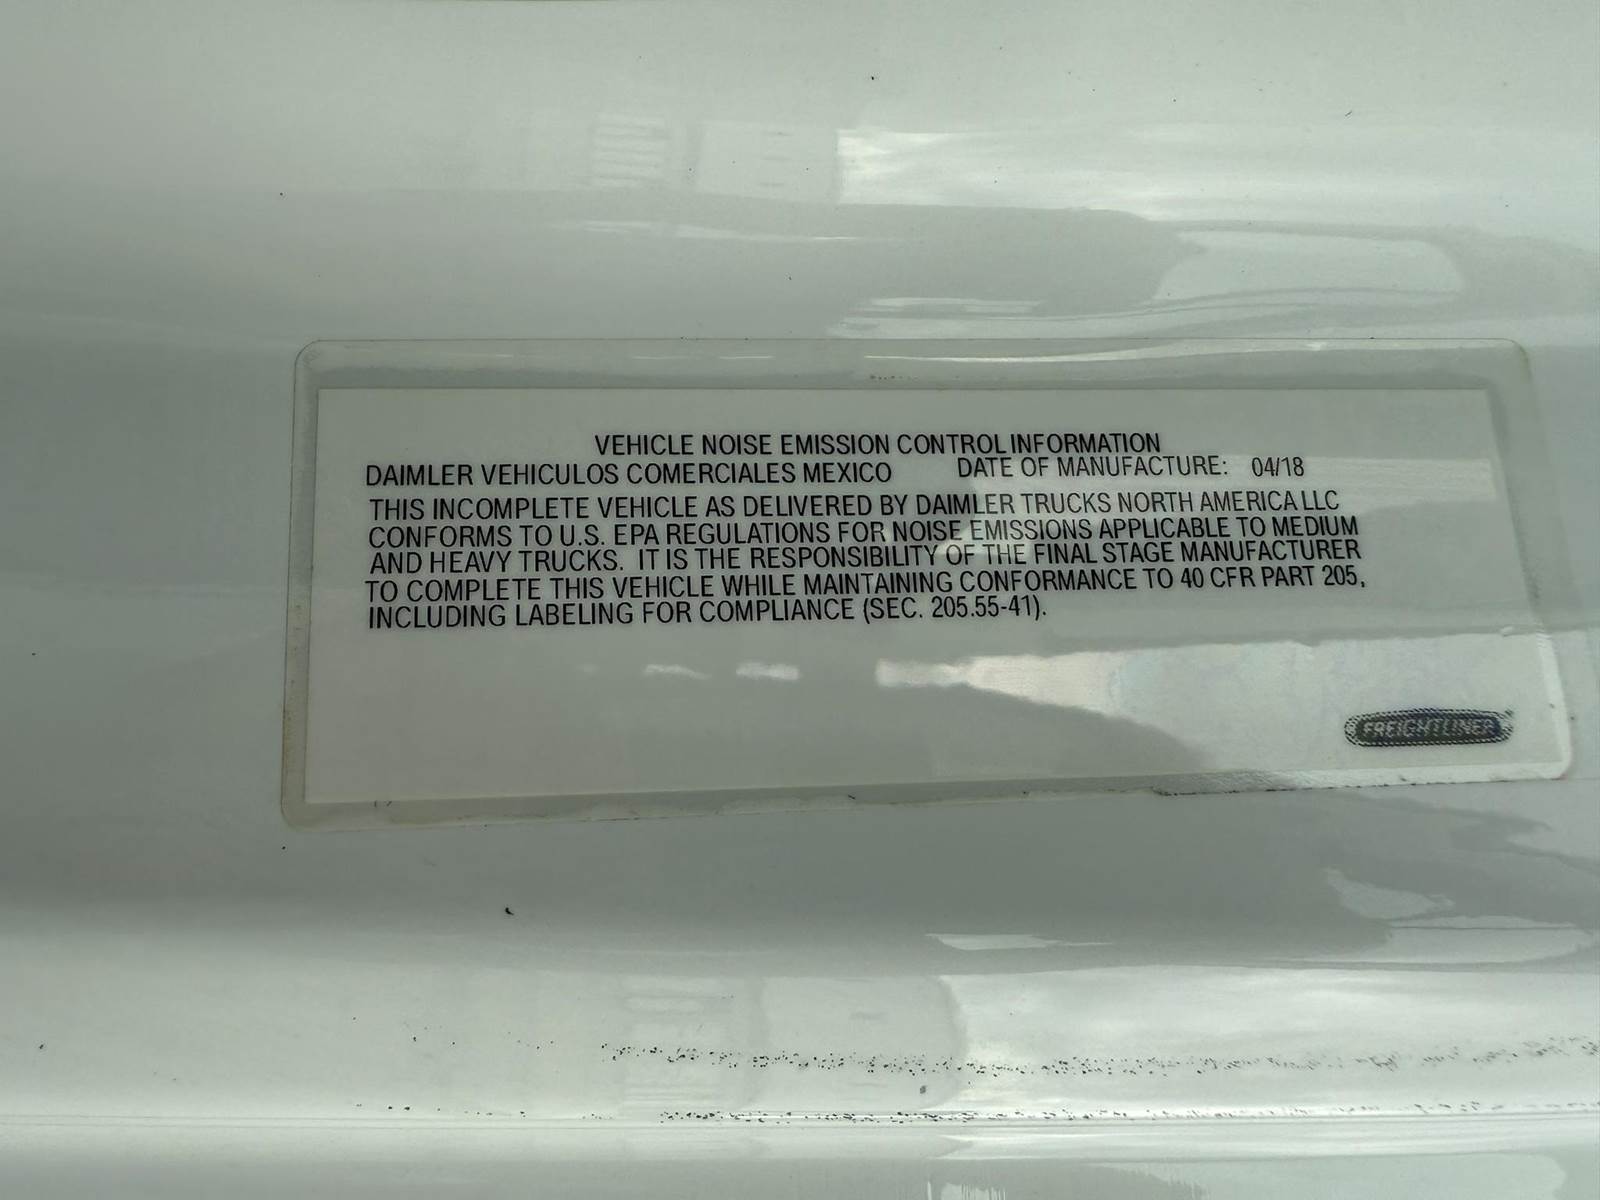 VEHICLE NOISE EMISSION CONTROL INFORMATION
DAIMLER VEHICULOS COMERCIALES MEXICO DATE OF MANUFACTURE: 04/18
THIS INCOMPLETE VEHICLE AS DELIVERED BY DAIMLER TRUCKS NORTH AMERICA LLC
CONFORMS TO U.S. EPA REGULATIONS FOR NOISE EMISSIONS APPLICABLE TO MEDIUM
AND HEAVY TRUCKS. IT IS THE RESPONSIBILITY OF THE FINAL STAGE MANUFACTURER
TO COMPLETE THIS VEHICLE WHILE MAINTAINING CONFORMANCE TO 40 CFR PART 205,
INCLUDING LABELING FOR COMPLIANCE (SEC. 205.55-41).
FREIGHTLINER